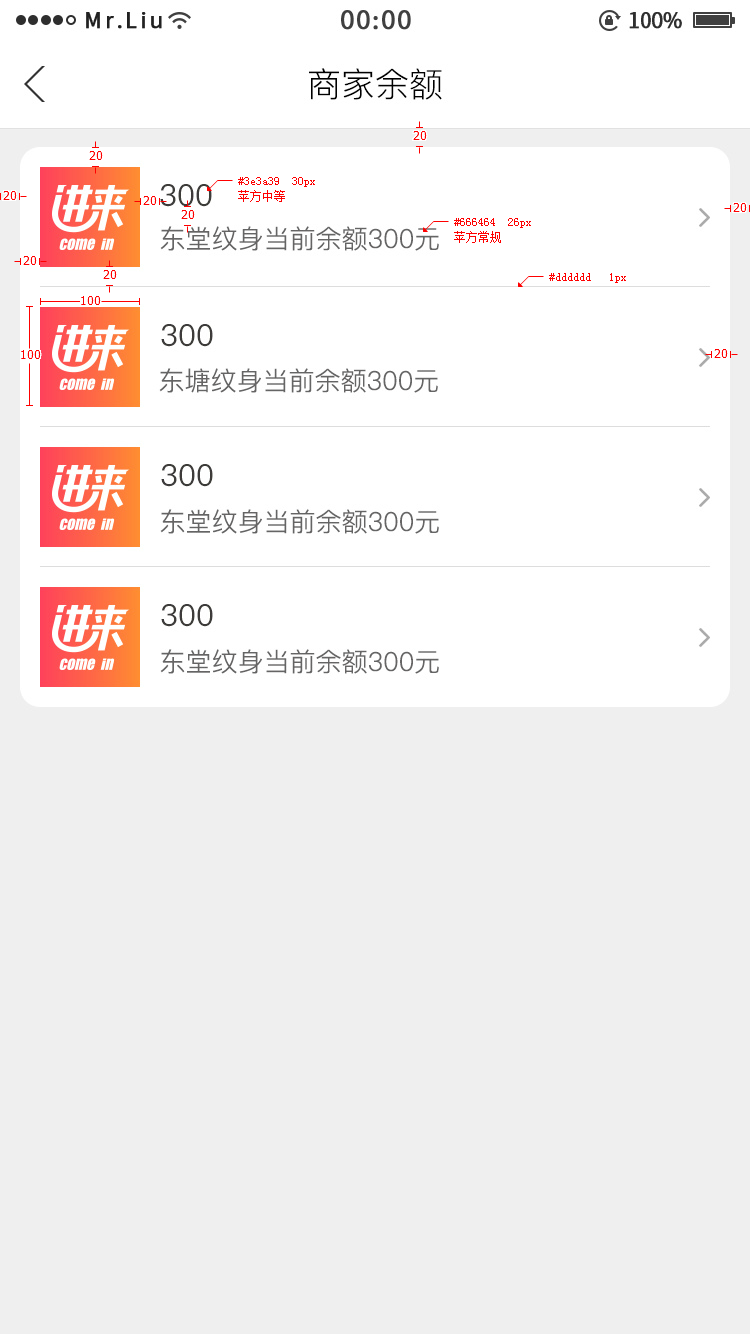 Mr.Liu 00:00 100%
商家余额
20
20
20
20
300
#3e3a39 30px
苹方中等
20
20
#666464 26px
苹方常规
东堂纹身当前余额300元
进来
come in
20
20
#dddddd 1px
100
100
300
东塘纹身当前余额300元
进来
come in
20
300
东堂纹身当前余额300元
进来
come in
300
东堂纹身当前余额300元
进来
come in